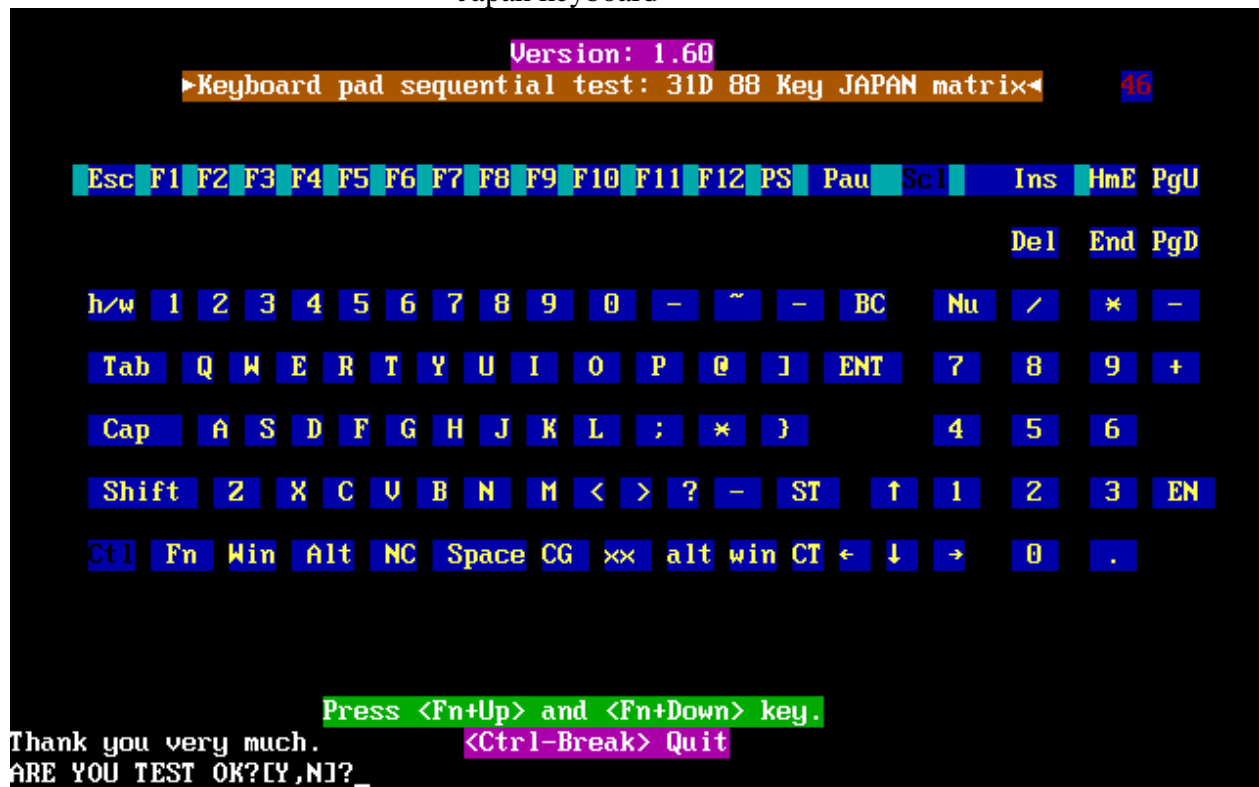 Japan keyboard
Version: 1.60
►Keyboard pad sequential test: 31D 88 Key JAPAN matrix◄ 46
Esc F1 F2 F3 F4 F5 F6 F7 F8 F9 F10 F11 F12 PS Pau Scl Ins HmE PgU
Del End PgD
h/w 1 2 3 4 5 6 7 8 9 0 - ~ - BC Nu / * -
Tab Q W E R T Y U I O P @ ] ENT 7 8 9 +
Cap A S D F G H J K L ; * } 4 5 6
Shift Z X C V B N M < > ? - ST ↑ 1 2 3 EN
Ctl Fn Win Alt NC Space CG xx alt win CT ← ↓ → 0 .
Press <Fn+Up> and <Fn+Down> key.
Thank you very much. <Ctrl-Break> Quit
ARE YOU TEST OK?[Y,N]?_